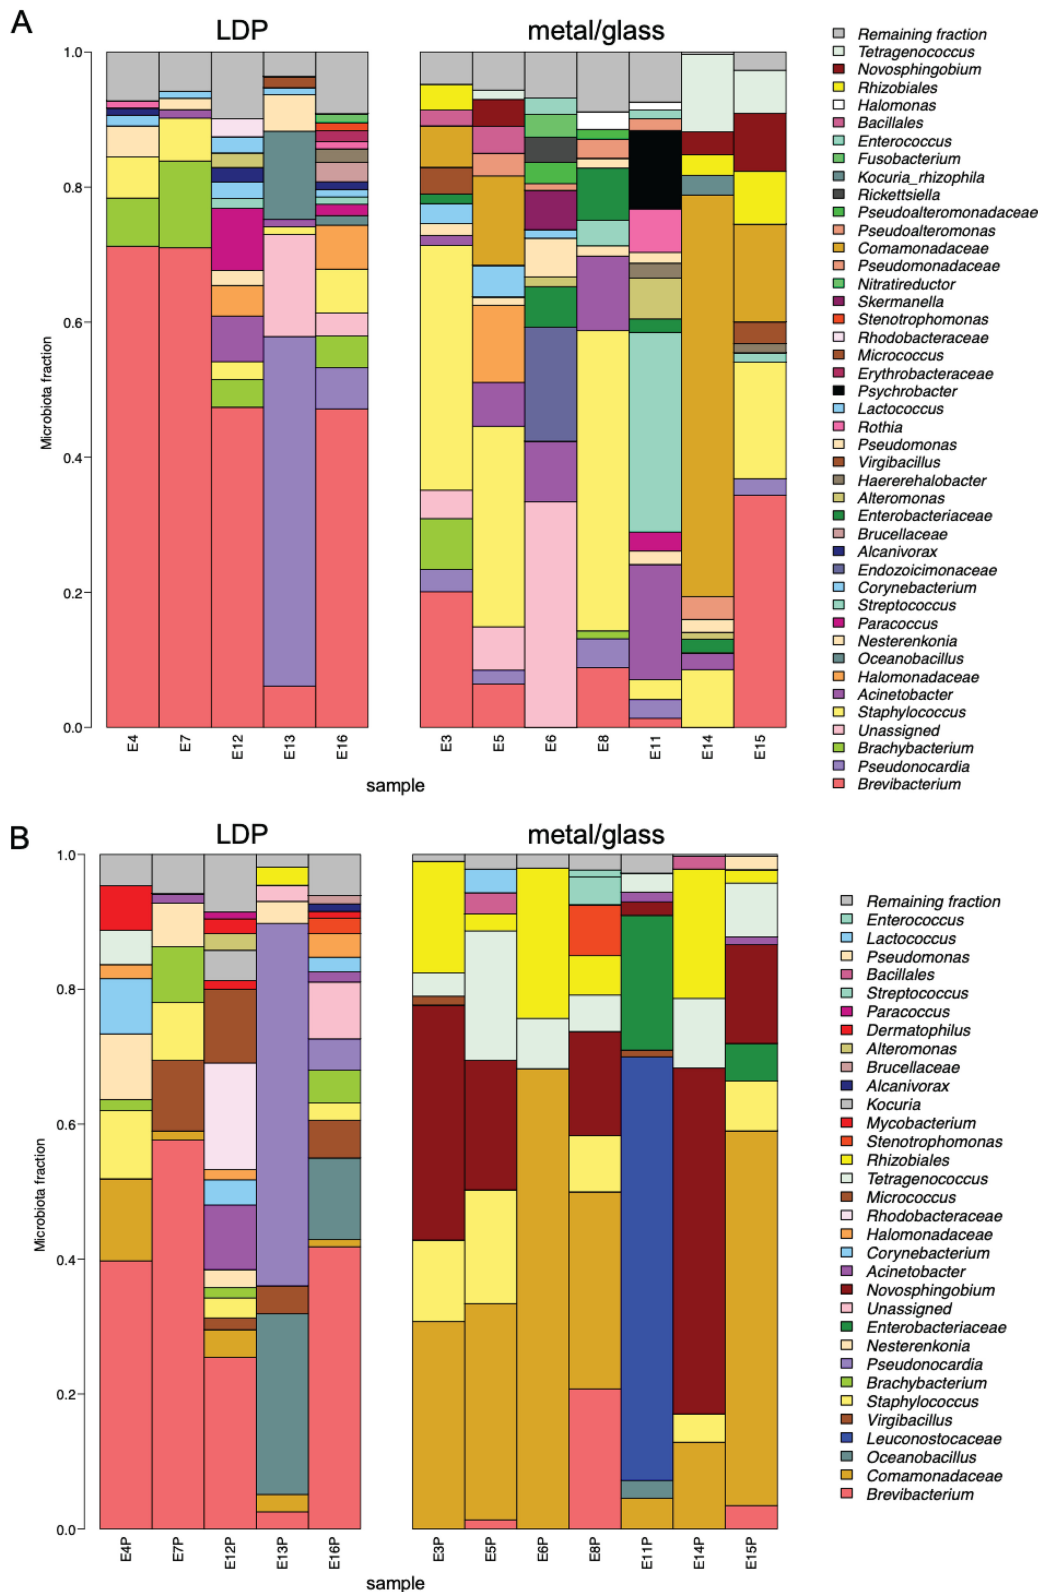 A
LDP
metal/glass
1.0
0.8
0.6
0.4
0.2
0.0
Microbiota fraction
E4
E7
E12
E13
E16
E3
E5
E6
E8
E11
E14
E15
sample
Remaining fraction
Tetragenococcus
Novosphingobium
Rhizobiales
Halomonas
Bacillales
Enterococcus
Fusobacterium
Kocuria_rhizophila
Rickettsiella
Pseudoalteromonadaceae
Pseudoalteromonas
Comamonadaceae
Pseudomonadaceae
Nitratireductor
Skermanella
Stenotrophomonas
Rhodobacteraceae
Micrococcus
Erythrobacteraceae
Psychrobacter
Lactococcus
Rothia
Pseudomonas
Virgibacillus
Haererehalobacter
Alteromonas
Enterobacteriaceae
Brucellaceae
Alcanivorax
Endozoicimonaceae
Corynebacterium
Streptococcus
Paracoccus
Nesterenkonia
Oceanobacillus
Halomonadaceae
Acinetobacter
Staphylococcus
Unassigned
Brachybacterium
Pseudonocardia
Brevibacterium
B
LDP
metal/glass
1.0
0.8
0.6
0.4
0.2
0.0
Microbiota fraction
E4P
E7P
E12P
E13P
E16P
E3P
E5P
E6P
E8P
E11P
E14P
E15P
sample
Remaining fraction
Enterococcus
Lactococcus
Pseudomonas
Bacillales
Streptococcus
Paracoccus
Dermatophilus
Alteromonas
Brucellaceae
Alcanivorax
Kocuria
Mycobacterium
Stenotrophomonas
Rhizobiales
Tetragenococcus
Micrococcus
Rhodobacteraceae
Halomonadaceae
Corynebacterium
Acinetobacter
Novosphingobium
Unassigned
Enterobacteriaceae
Nesterenkonia
Pseudonocardia
Brachybacterium
Staphylococcus
Virgibacillus
Leuconostocaceae
Oceanobacillus
Comamonadaceae
Brevibacterium